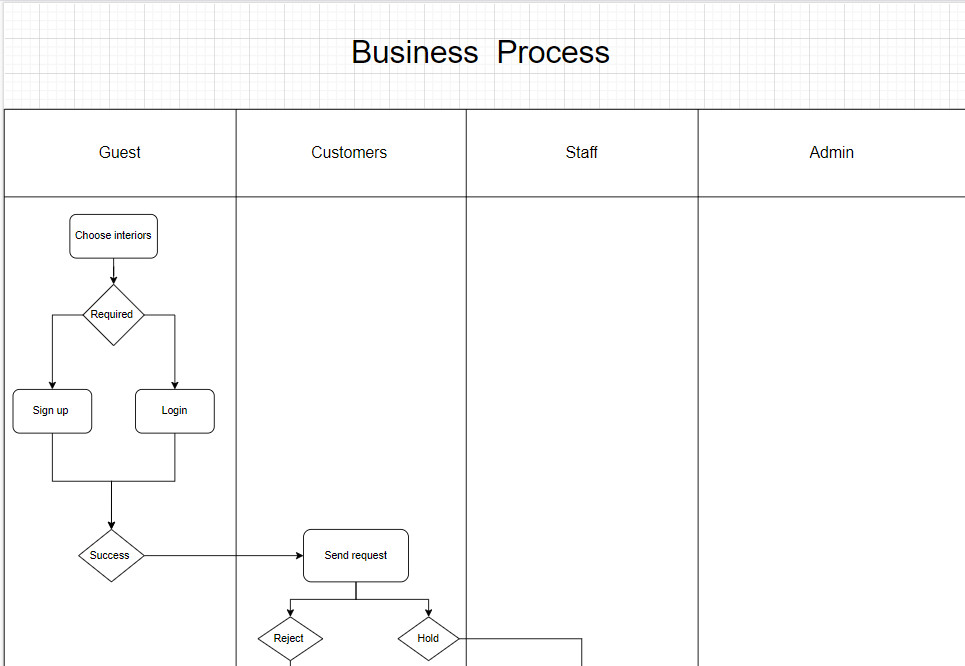 Business Process
Guest
Customers
Staff
Admin
Choose interiors
Required
Sign up
Login
Success
Send request
Reject
Hold